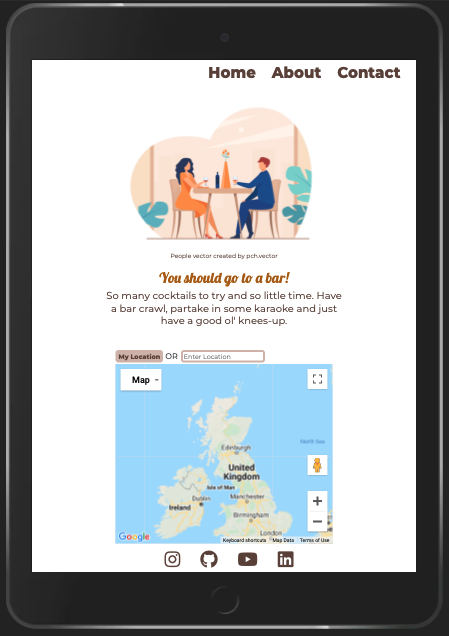 Home About Contact
People vector created by pch.vector
You should go to a bar!
So many cocktails to try and so little time. Have
a bar crawl, partake in some karaoke and just
have a good ol' knees-up.
My Location OR Enter Location
Map
North Sea
Edinburgh
United
Kingdom
Isle of Man
Dublin
Ireland
Manchester
Birmingham
London
Google
Keyboard shortcuts Map Data Terms of Use